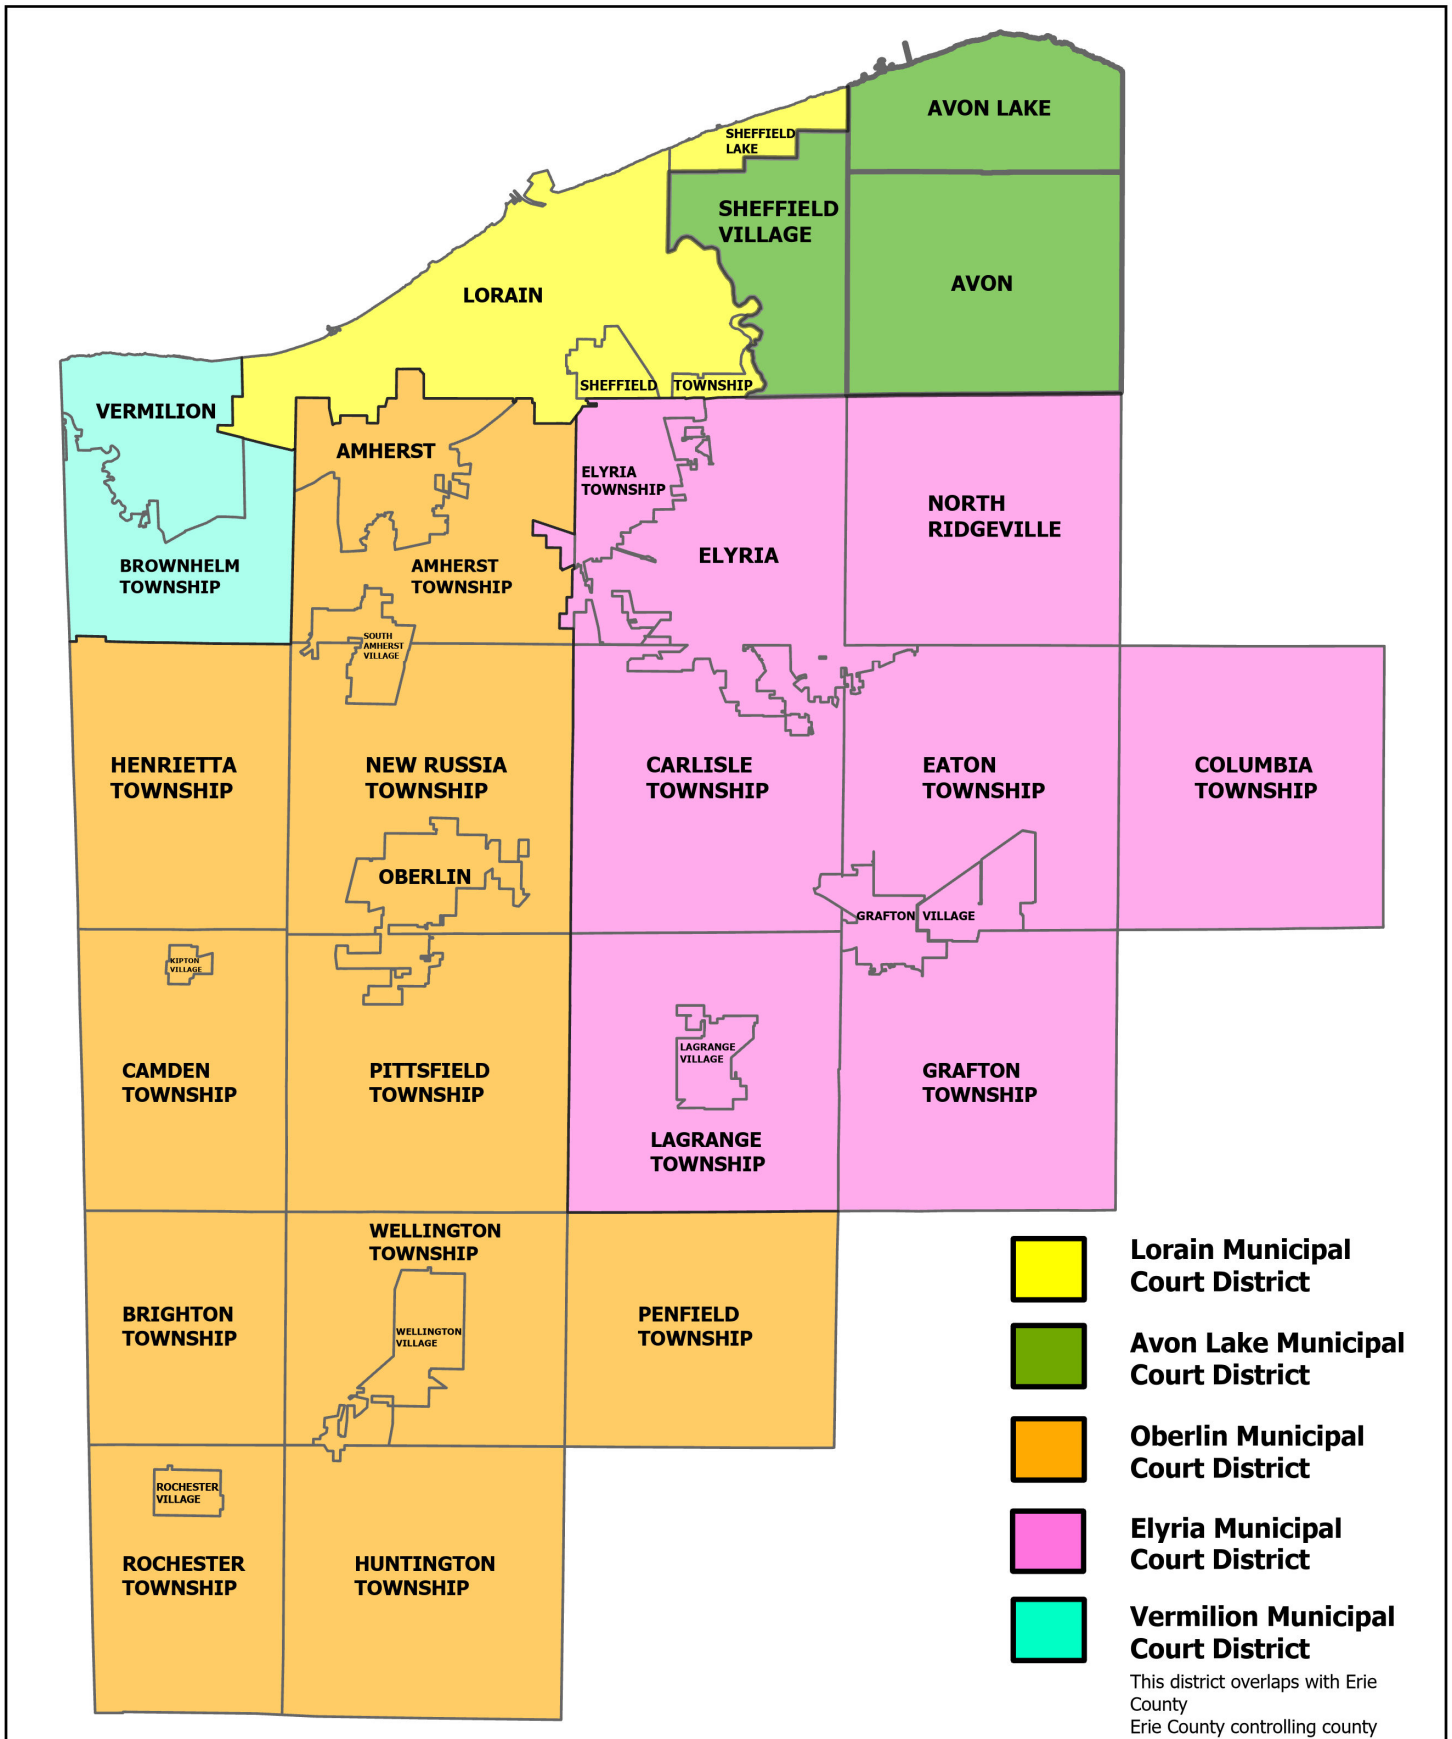 AVON LAKE
SHEFFIELD
LAKE
SHEFFIELD
VILLAGE
AVON
LORAIN
SHEFFIELD TOWNSHIP
VERMILION
AMHERST
ELYRIA
TOWNSHIP
NORTH
RIDGEVILLE
ELYRIA
BROWNHELM
TOWNSHIP
AMHERST
TOWNSHIP
SOUTH
AMHERST
VILLAGE
HENRIETTA
TOWNSHIP
NEW RUSSIA
TOWNSHIP
CARLISLE
TOWNSHIP
EATON
TOWNSHIP
COLUMBIA
TOWNSHIP
OBERLIN
GRAFTON VILLAGE
KIPTON
VILLAGE
LAGRANGE
VILLAGE
CAMDEN
TOWNSHIP
PITTSFIELD
TOWNSHIP
GRAFTON
TOWNSHIP
LAGRANGE
TOWNSHIP
WELLINGTON
TOWNSHIP
BRIGHTON
TOWNSHIP
WELLINGTON
VILLAGE
PENFIELD
TOWNSHIP
ROCHESTER
VILLAGE
ROCHESTER
TOWNSHIP
HUNTINGTON
TOWNSHIP
Lorain Municipal
Court District
Avon Lake Municipal
Court District
Oberlin Municipal
Court District
Elyria Municipal
Court District
Vermilion Municipal
Court District
This district overlaps with Erie
County
Erie County controlling county